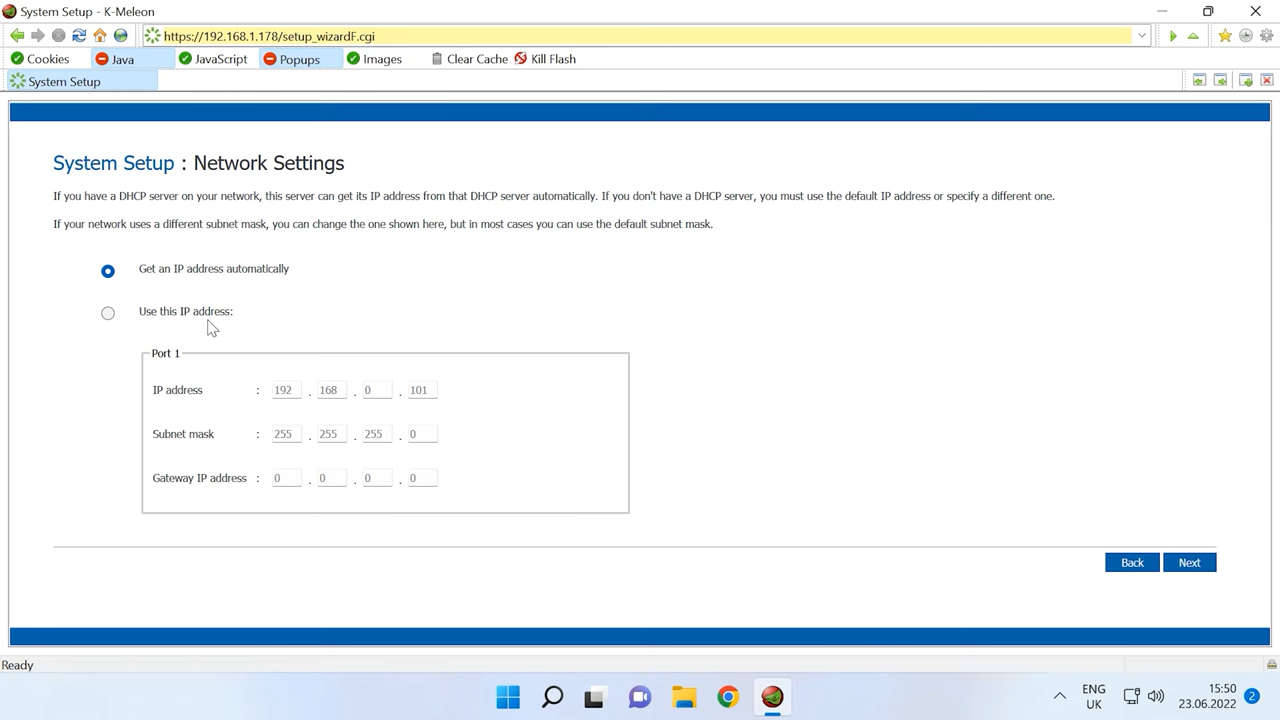 System Setup - K-Meleon
https://192.168.1.178/setup_wizardF.cgi
Cookies Java JavaScript Popups Images Clear Cache Kill Flash
System Setup
System Setup : Network Settings
If you have a DHCP server on your network, this server can get its IP address from that DHCP server automatically. If you don't have a DHCP server, you must use the default IP address or specify a different one.
If your network uses a different subnet mask, you can change the one shown here, but in most cases you can use the default subnet mask.
Get an IP address automatically
Use this IP address:
Port 1
IP address : 192 . 168 . 0 . 101
Subnet mask : 255 . 255 . 255 . 0
Gateway IP address : 0 . 0 . 0 . 0
Back Next
Ready
ENG 15:50
UK 23.06.2022 2